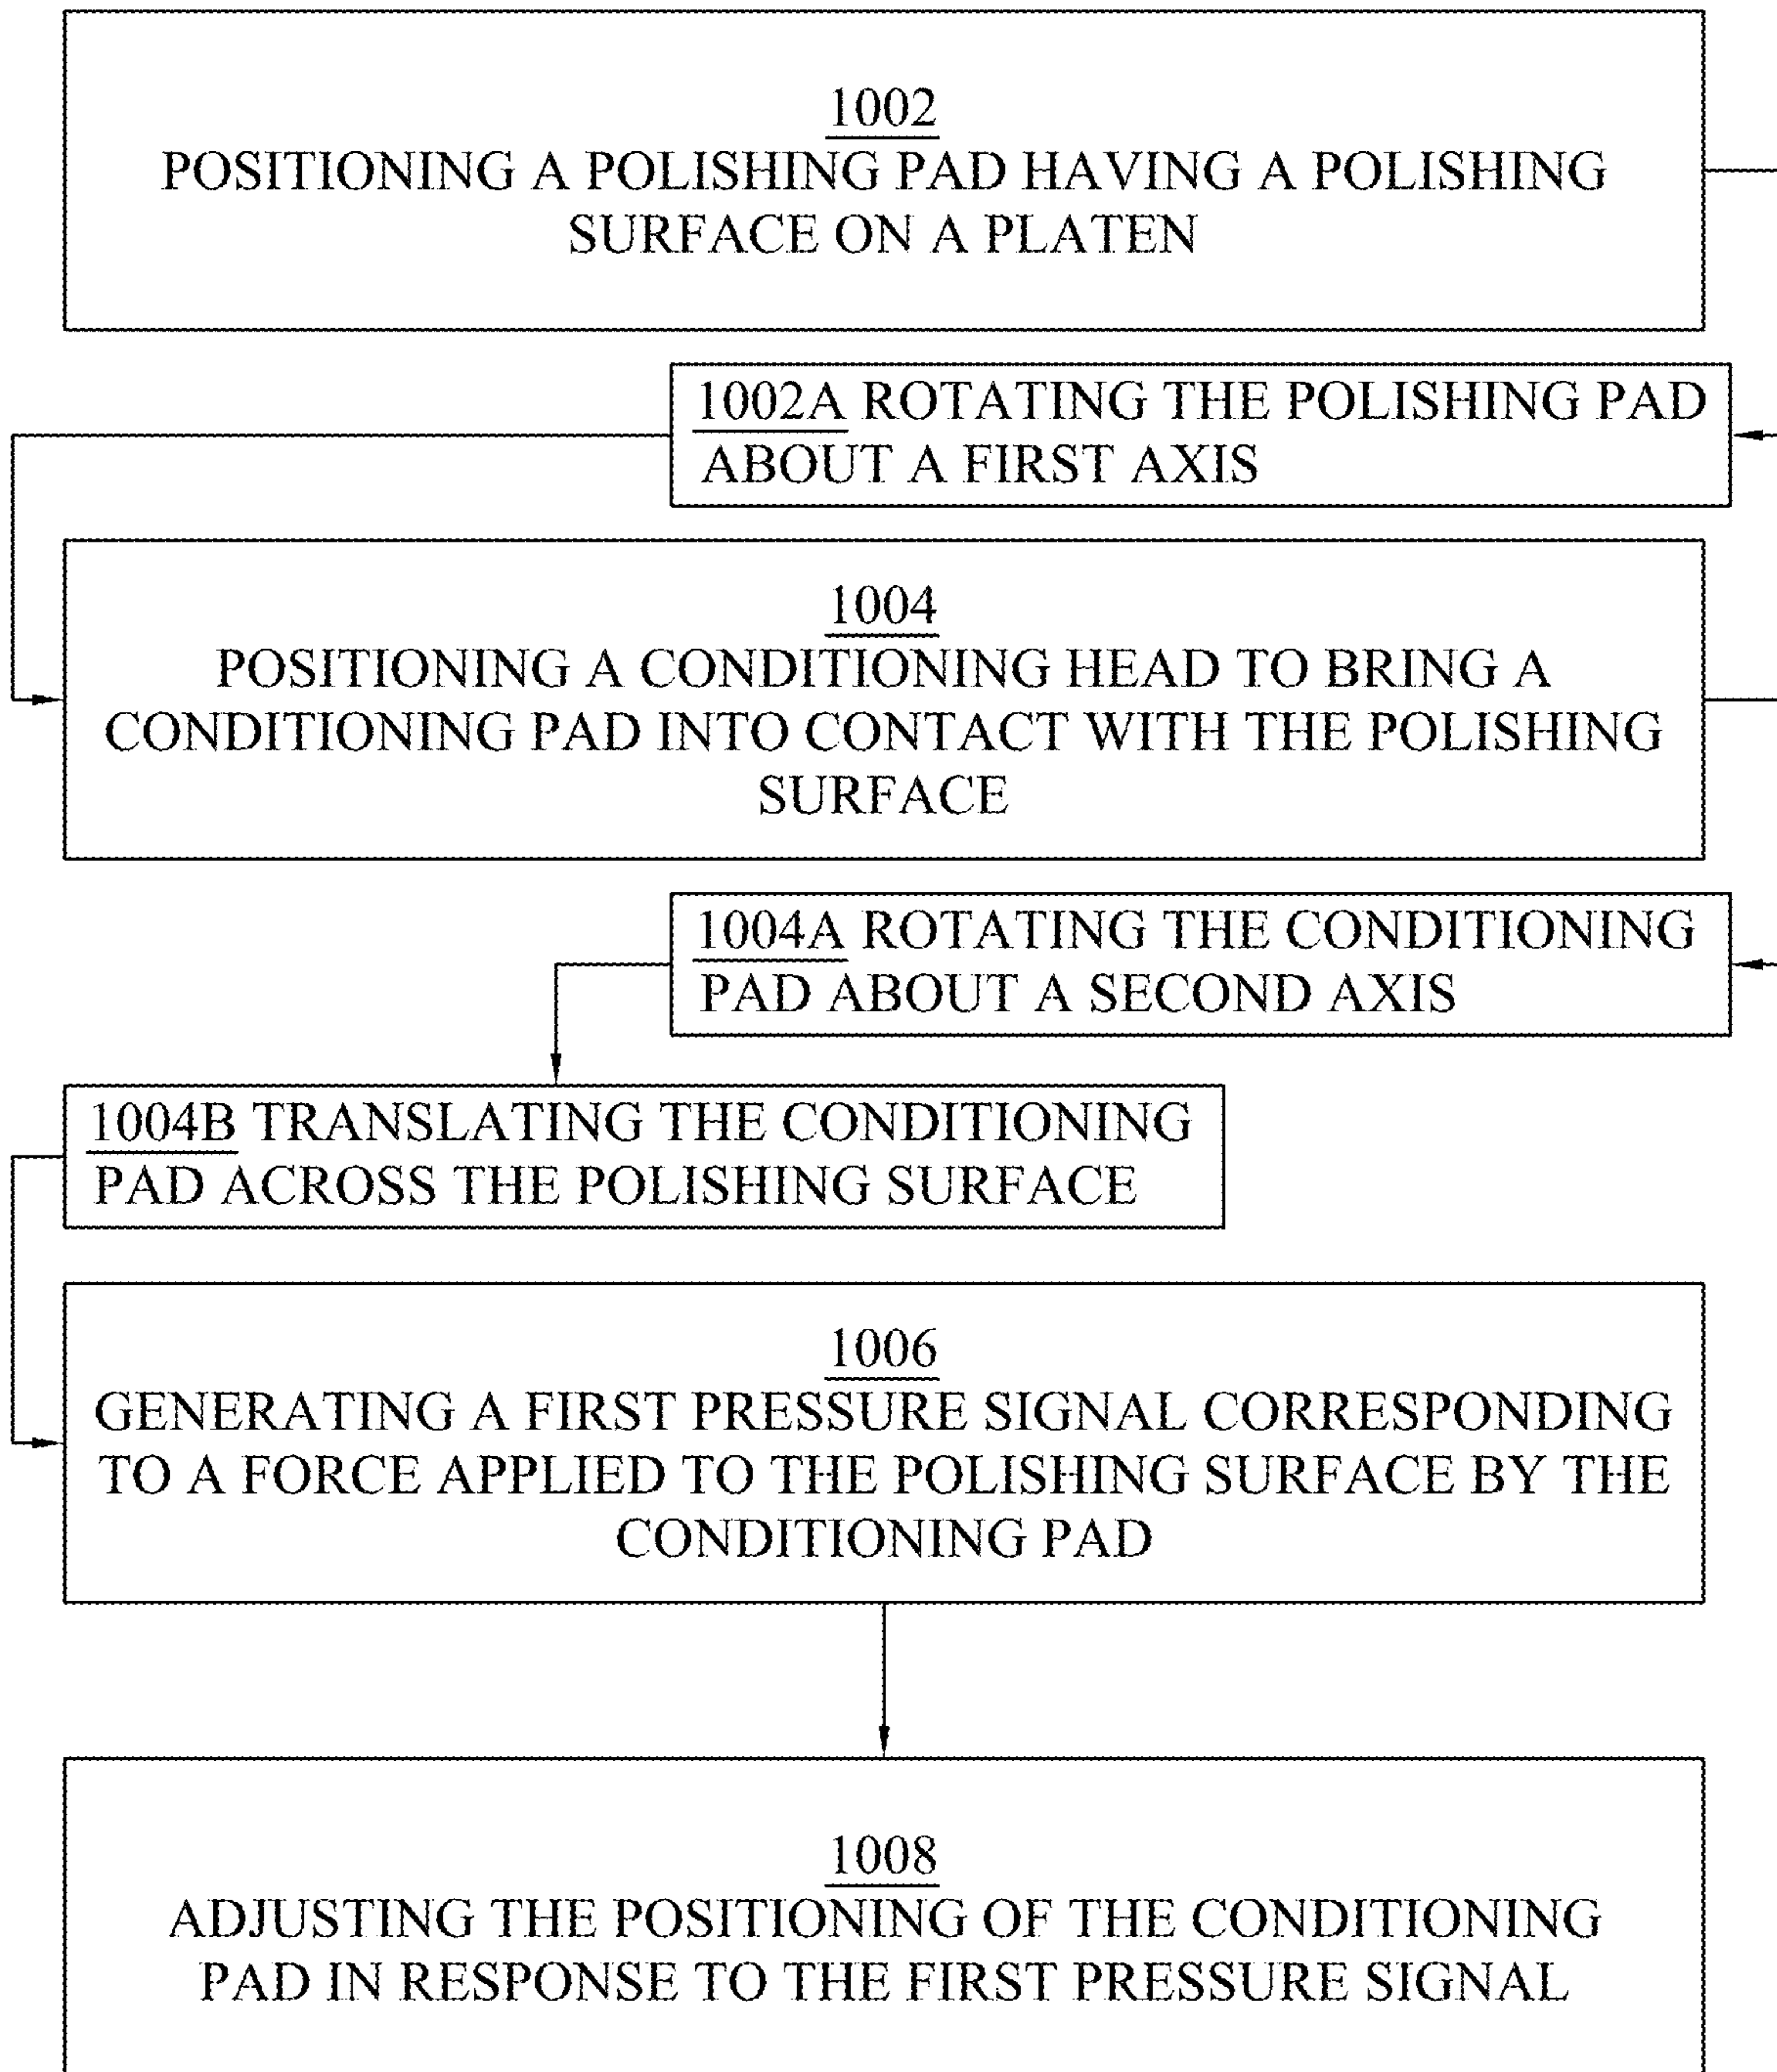 1002
POSITIONING A POLISHING PAD HAVING A POLISHING
SURFACE ON A PLATEN
1002A ROTATING THE POLISHING PAD
ABOUT A FIRST AXIS
1004
POSITIONING A CONDITIONING HEAD TO BRING A
CONDITIONING PAD INTO CONTACT WITH THE POLISHING
SURFACE
1004A ROTATING THE CONDITIONING
PAD ABOUT A SECOND AXIS
1004B TRANSLATING THE CONDITIONING
PAD ACROSS THE POLISHING SURFACE
1006
GENERATING A FIRST PRESSURE SIGNAL CORRESPONDING
TO A FORCE APPLIED TO THE POLISHING SURFACE BY THE
CONDITIONING PAD
1008
ADJUSTING THE POSITIONING OF THE CONDITIONING
PAD IN RESPONSE TO THE FIRST PRESSURE SIGNAL